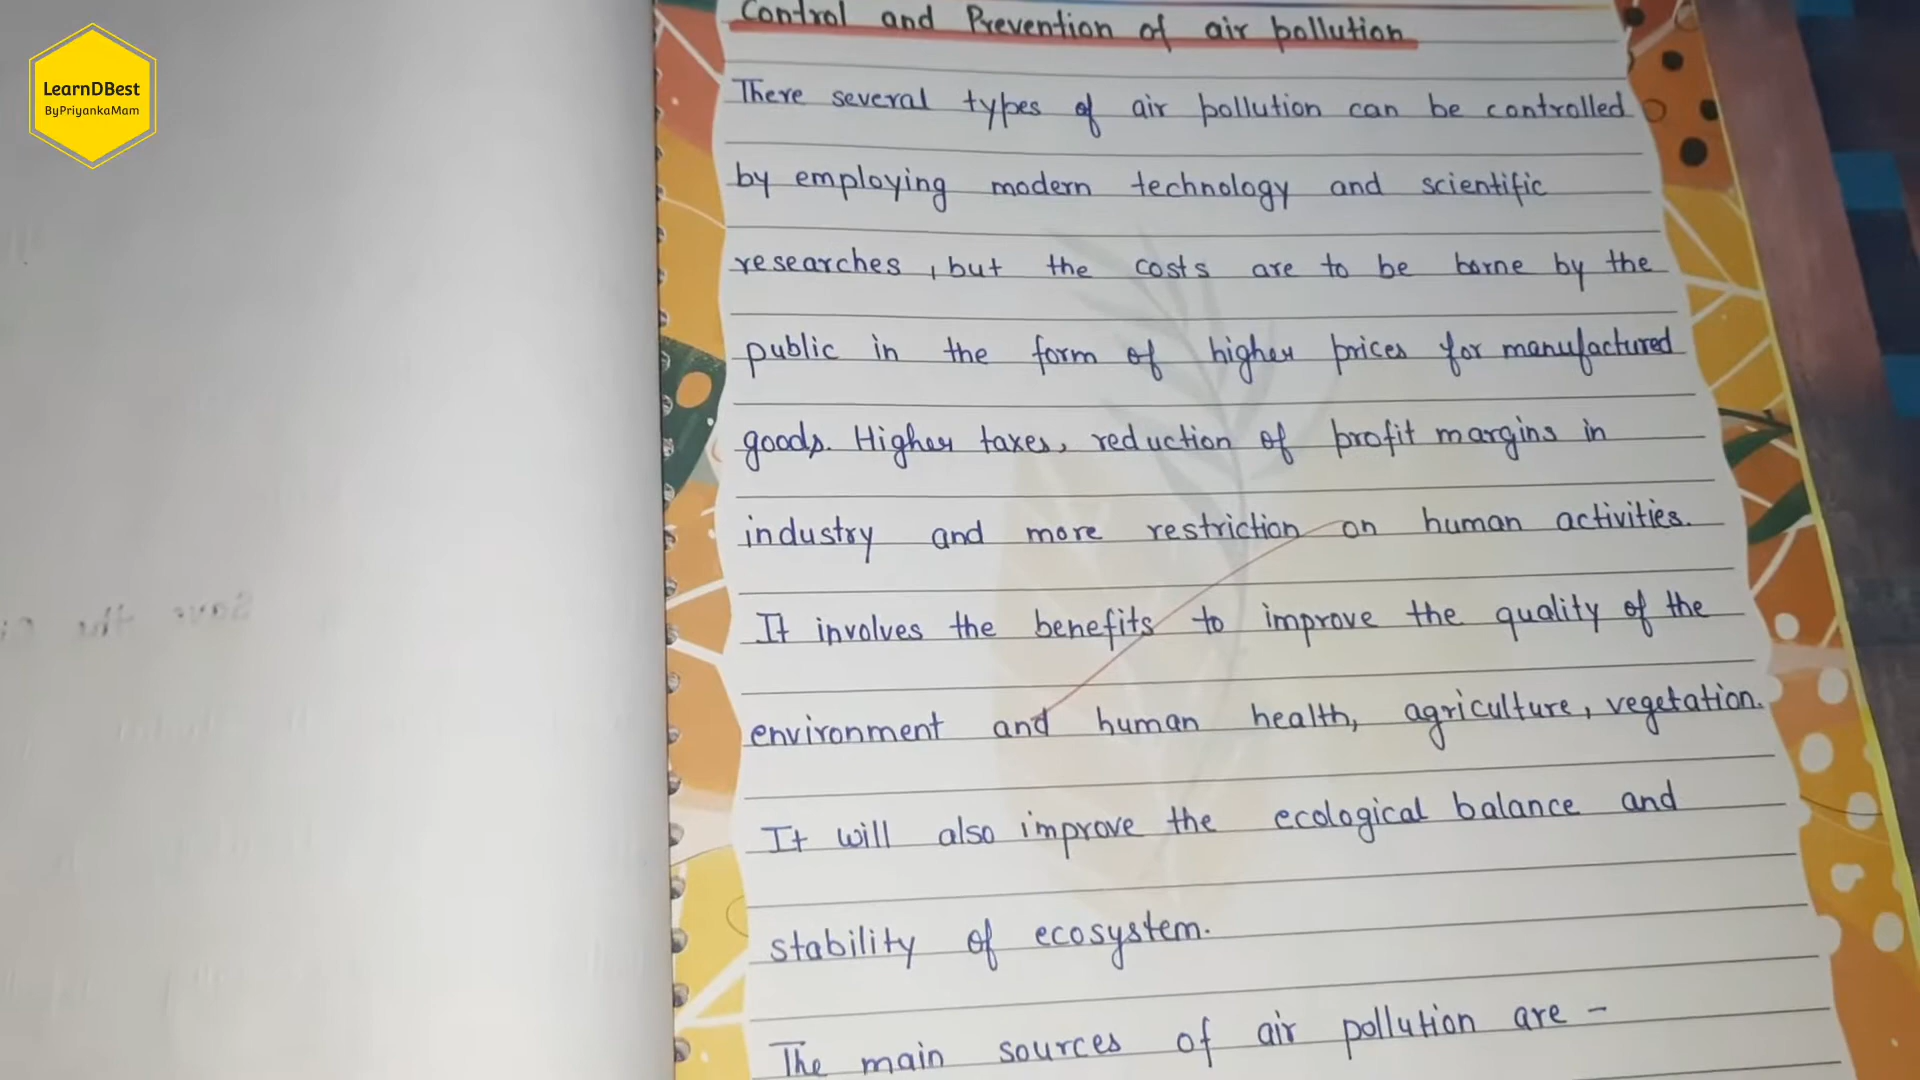 LearnDBest
ByPriyankaMam
Control and Prevention of air pollution
There several types of air pollution can be controlled
by employing modern technology and scientific
researches, but the costs are to be borne by the
public in the form of higher prices for manufactured
goods. Higher taxes, reduction of profit margins in
industry and more restriction on human activities.
It involves the benefits to improve the quality of the
environment and human health, agriculture, vegetation.
It will also improve the ecological balance and
stability of ecosystem.
The main sources of air pollution are -
Save the